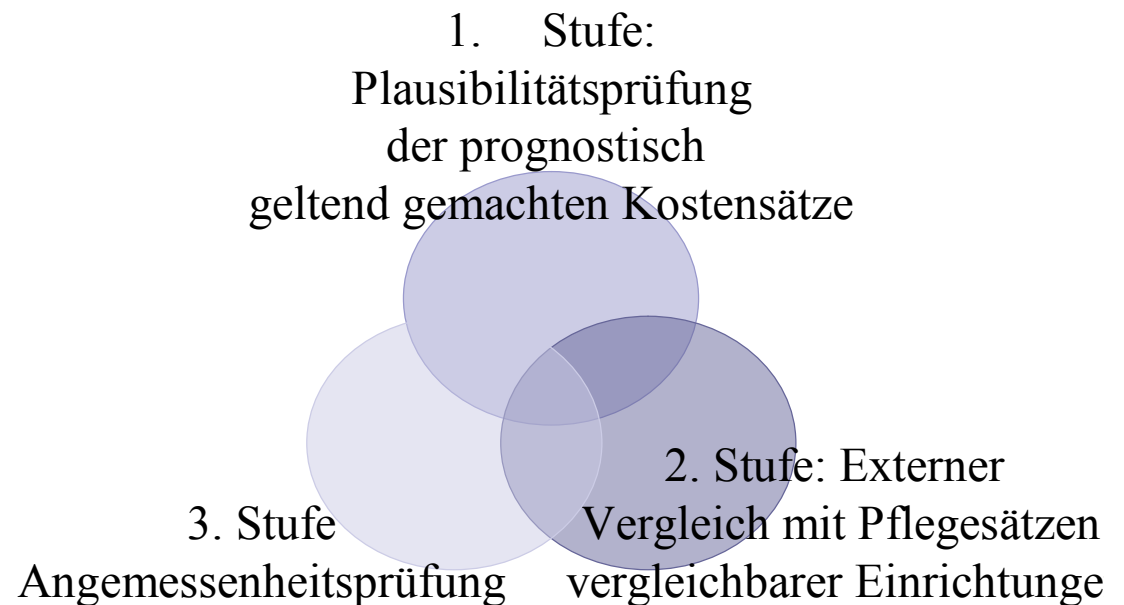 1. Stufe:
Plausibilitätsprüfung
der prognostisch
geltend gemachten Kostensätze
2. Stufe: Externer
Vergleich mit Pflegesätzen
vergleichbarer Einrichtunge
3. Stufe
Angemessenheitsprüfung